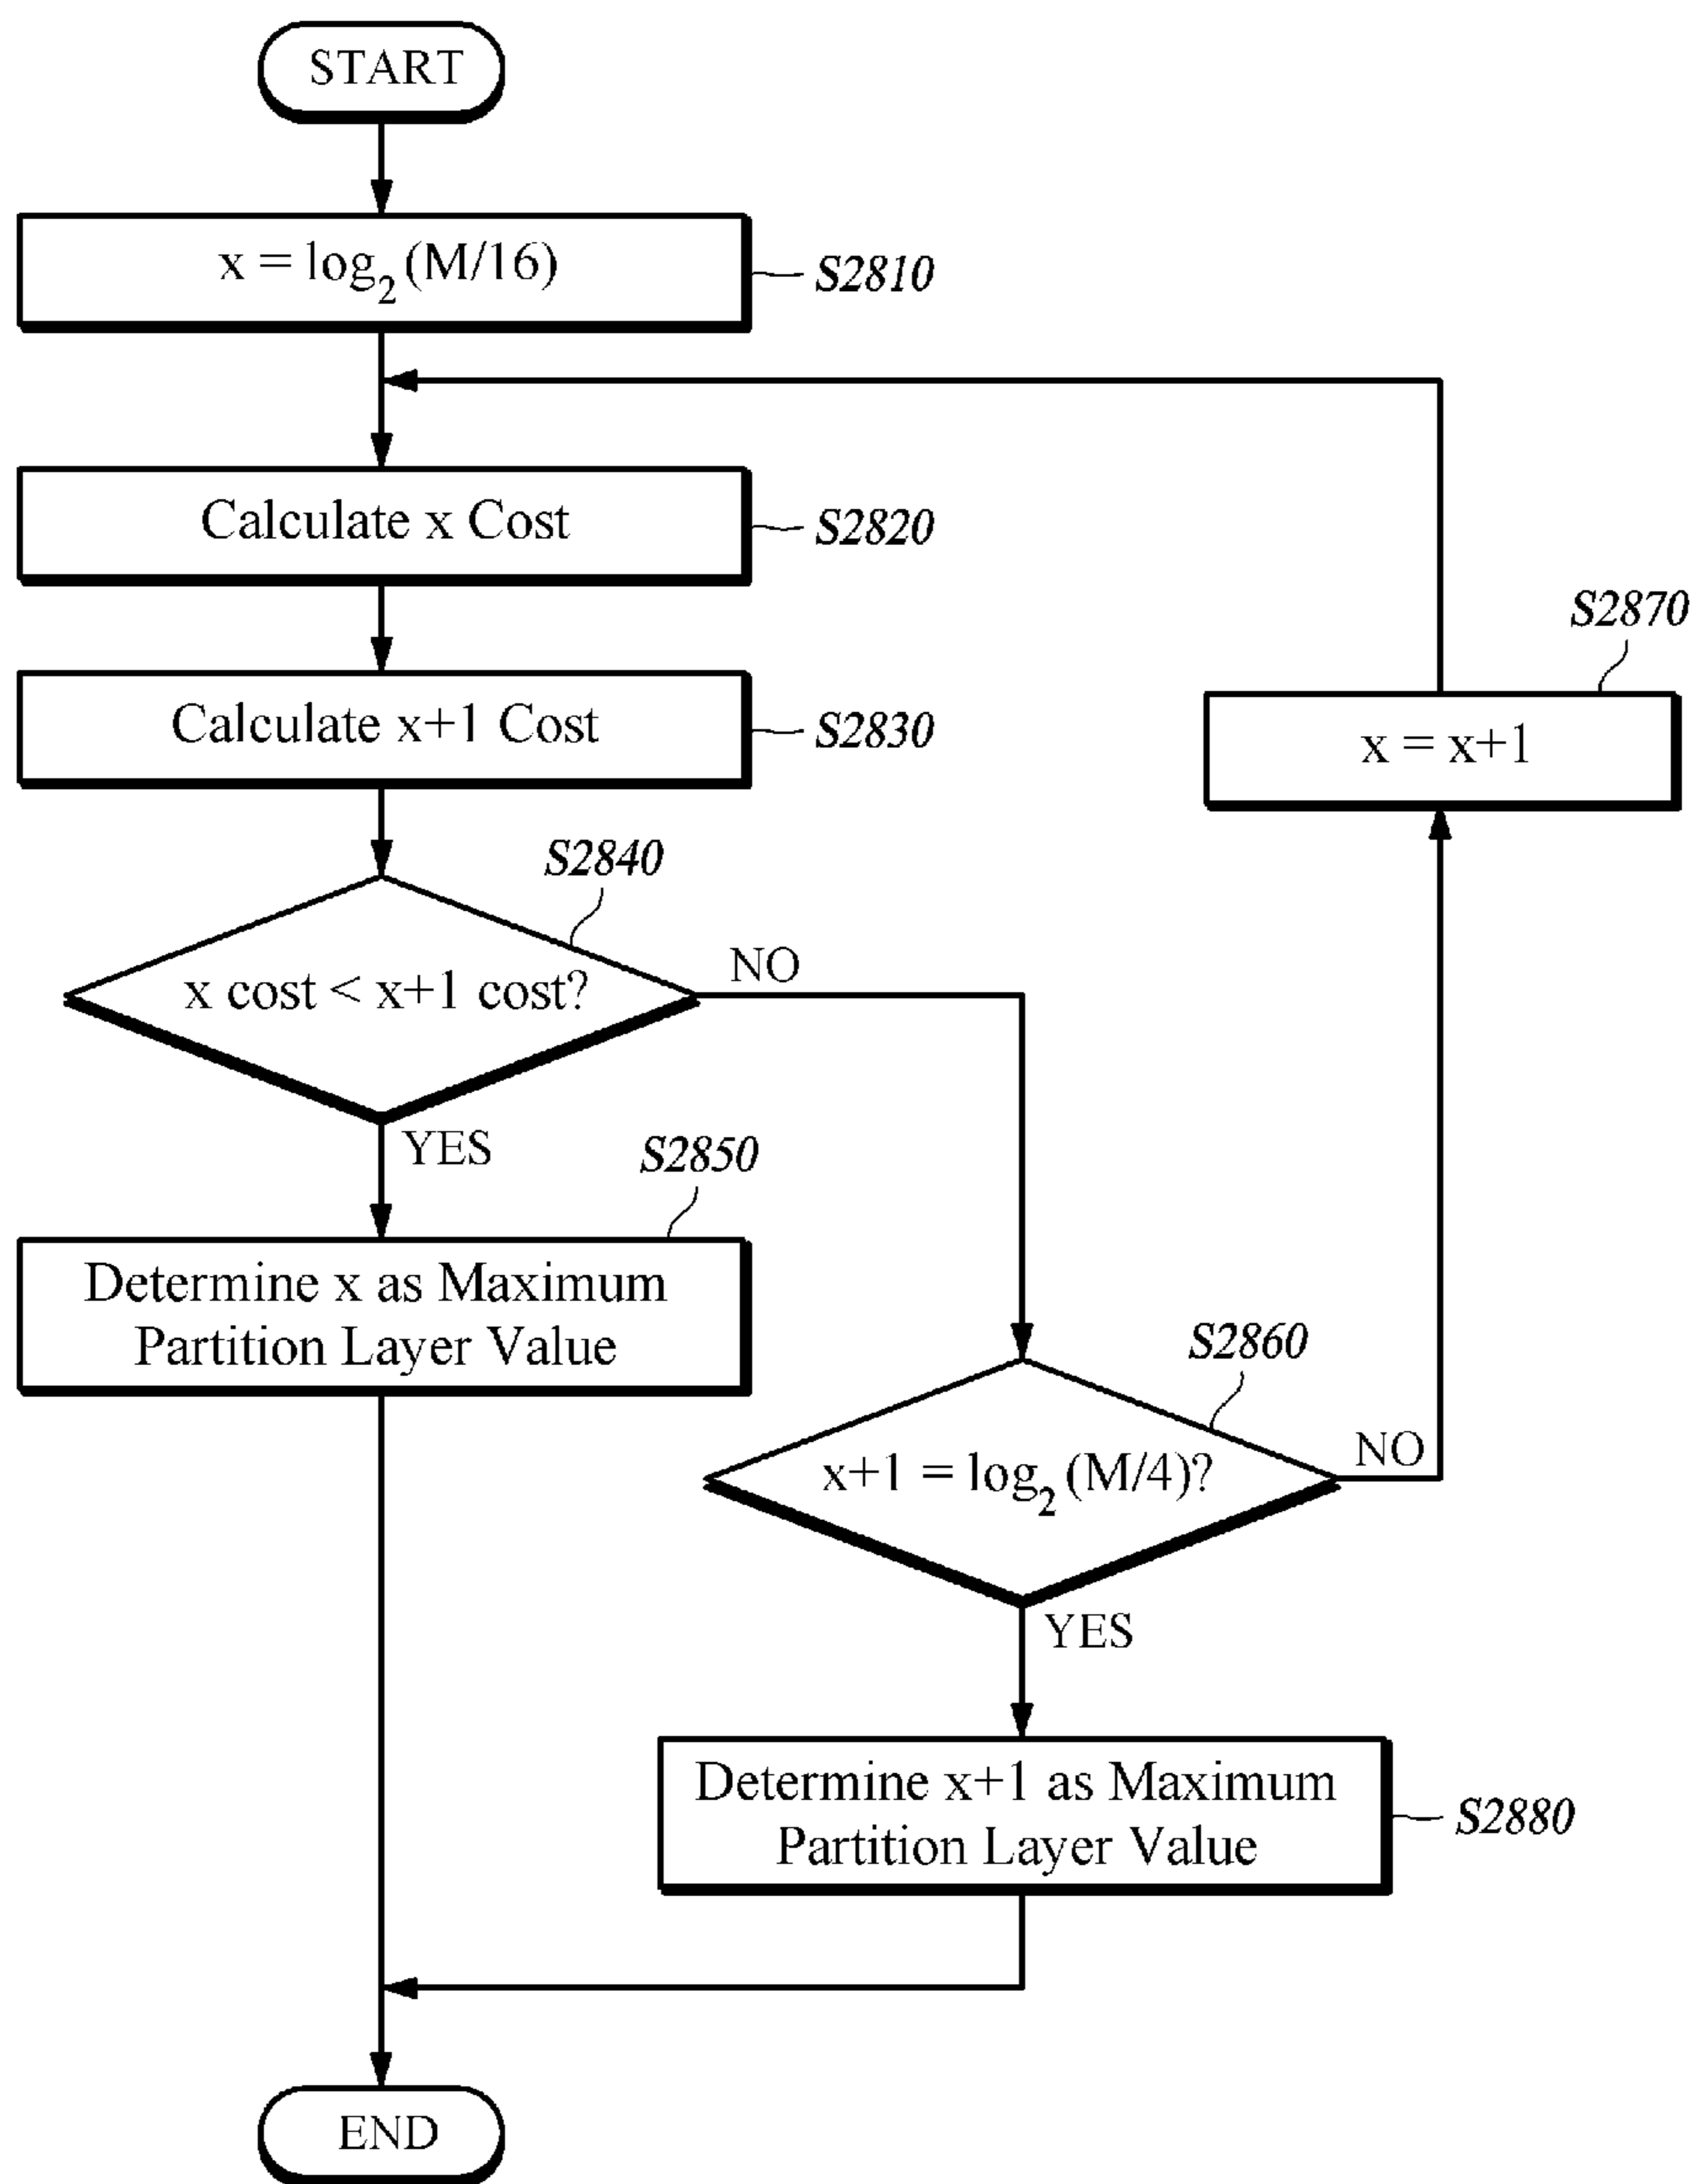 START
x = log₂ (M/16)
S2810
Calculate x Cost
S2820
Calculate x+1 Cost
S2830
S2870
x = x+1
S2840
x cost < x+1 cost?
NO
YES
S2850
Determine x as Maximum
Partition Layer Value
S2860
x+1 = log₂ (M/4)?
NO
YES
Determine x+1 as Maximum
Partition Layer Value
S2880
END